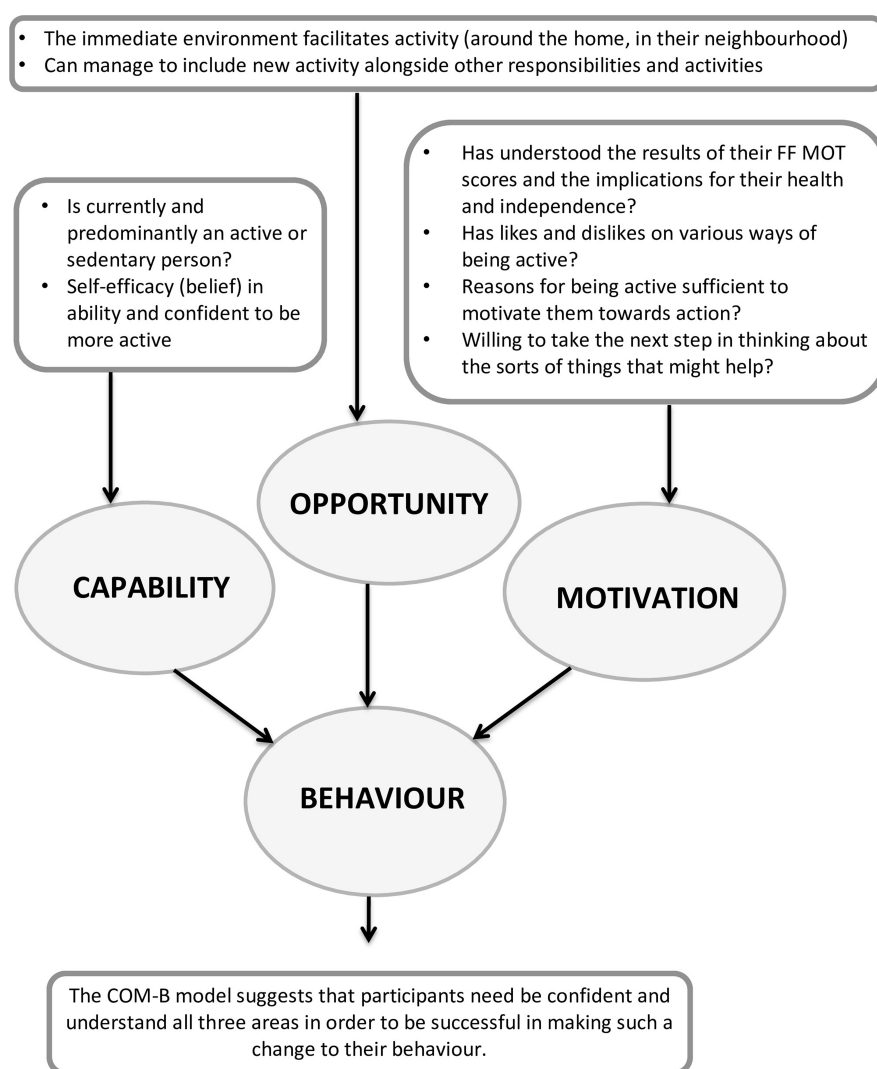 • The immediate environment facilitates activity (around the home, in their neighbourhood)
• Can manage to include new activity alongside other responsibilities and activities
• Has understood the results of their FF MOT
scores and the implications for their health
and independence?
• Has likes and dislikes on various ways of
being active?
• Reasons for being active sufficient to
motivate them towards action?
• Willing to take the next step in thinking about
the sorts of things that might help?
• Is currently and
predominantly an active or
sedentary person?
• Self-efficacy (belief) in
ability and confident to be
more active
OPPORTUNITY
CAPABILITY
MOTIVATION
BEHAVIOUR
The COM-B model suggests that participants need be confident and
understand all three areas in order to be successful in making such a
change to their behaviour.